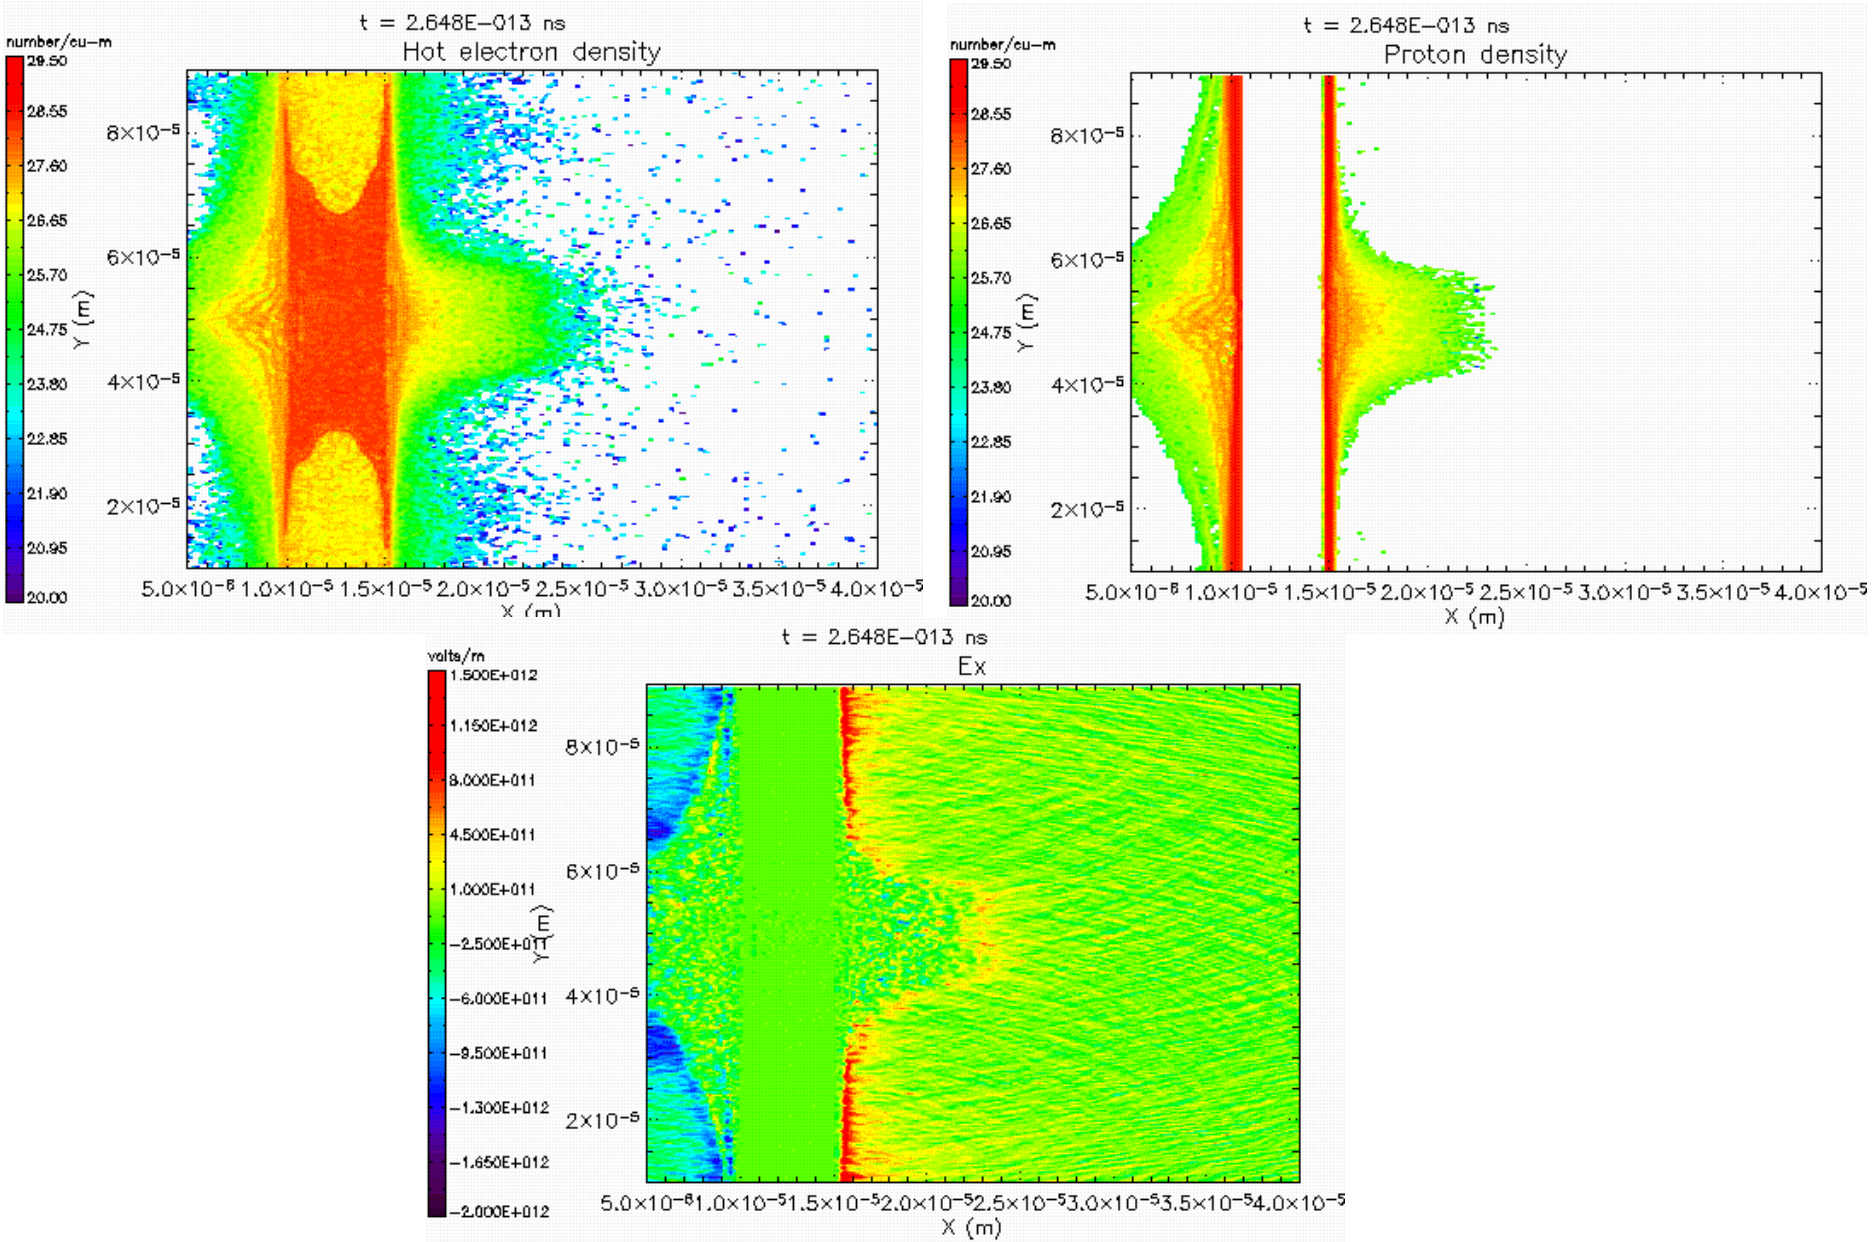 t = 2.648E-013 ns
number/cu-m
Hot electron density
29.50
28.55
27.60
26.65
25.70
24.75
23.80
22.85
21.90
20.95
20.00
Y (m)
8×10-5
6×10-5
4×10-5
2×10-5
5.0×10-6 1.0×10-5 1.5×10-5 2.0×10-5 2.5×10-5 3.0×10-5 3.5×10-5 4.0×10-5
X (m)
t = 2.648E-013 ns
number/cu-m
Proton density
29.50
28.55
27.60
26.65
25.70
24.75
23.80
22.85
21.90
20.95
20.00
Y (m)
8×10-5
6×10-5
4×10-5
2×10-5
5.0×10-6 1.0×10-5 1.5×10-5 2.0×10-5 2.5×10-5 3.0×10-5 3.5×10-5 4.0×10-5
X (m)
t = 2.648E-013 ns
volts/m
Ex
1.500E+012
1.150E+012
8.000E+011
4.500E+011
1.000E+011
-2.500E+011
-6.000E+011
-9.500E+011
-1.300E+012
-1.650E+012
-2.000E+012
Y (m)
8×10-5
6×10-5
4×10-5
2×10-5
5.0×10-6 1.0×10-5 1.5×10-5 2.0×10-5 2.5×10-5 3.0×10-5 3.5×10-5 4.0×10-5
X (m)